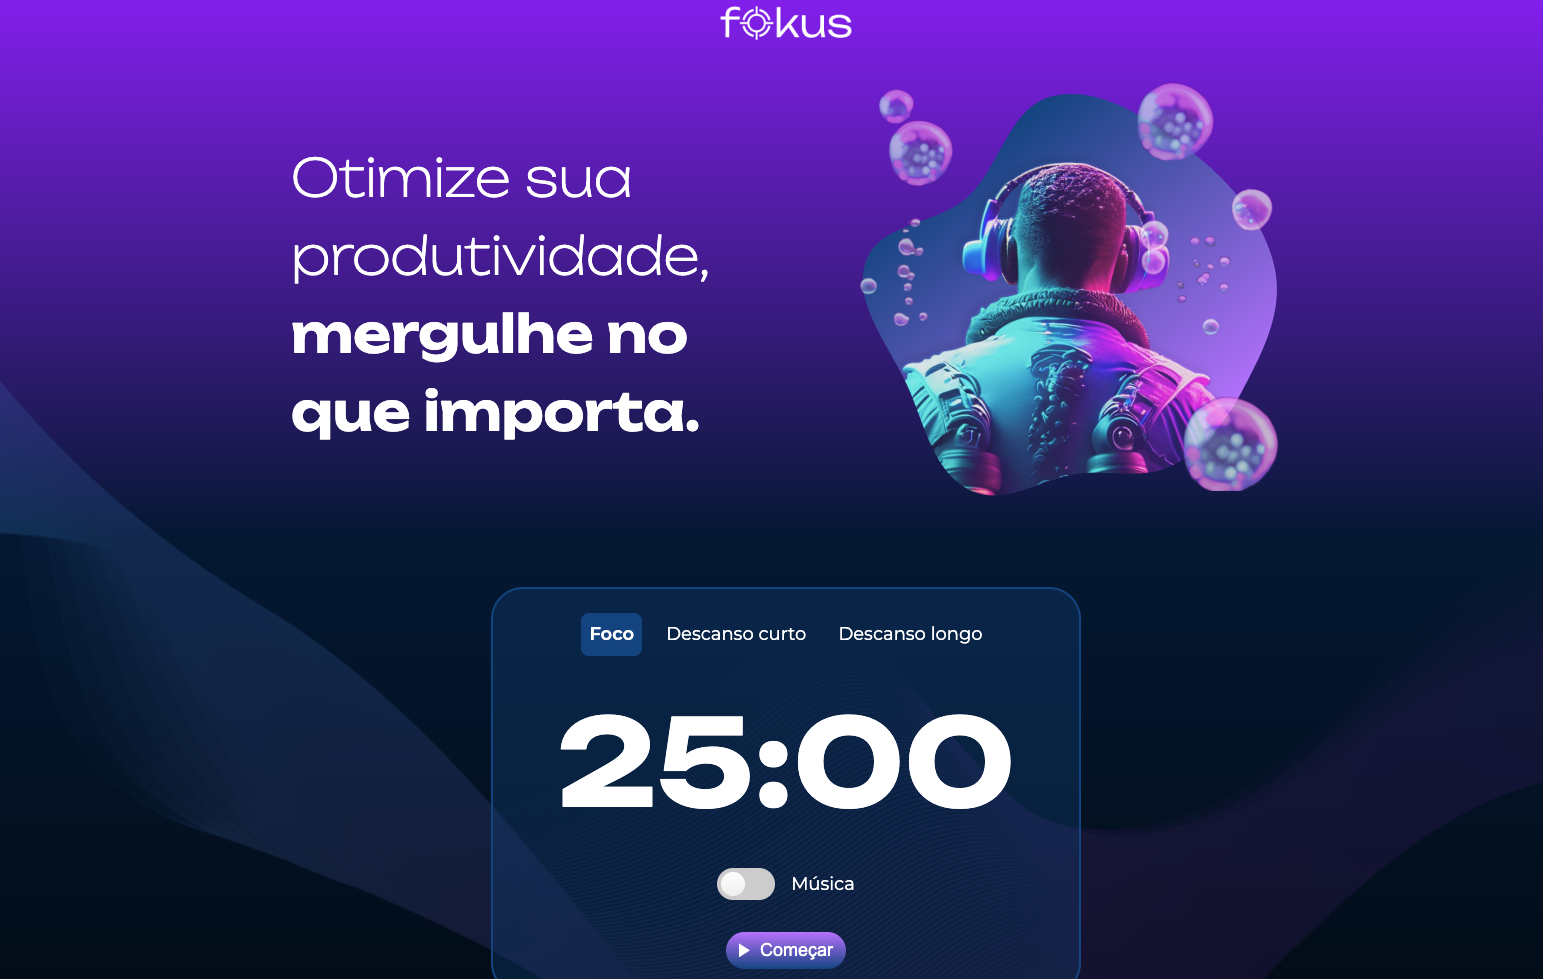 fokus
Otimize sua
produtividade,
mergulhe no
que importa.
Foco Descanso curto Descanso longo
25:00
Música
Começar